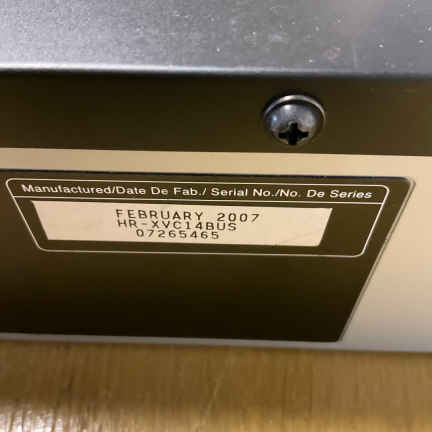 Manufactured/Date De Fab./ Serial No./No. De Series
FEBRUARY 2007
HR-XVC14BUS
07265465